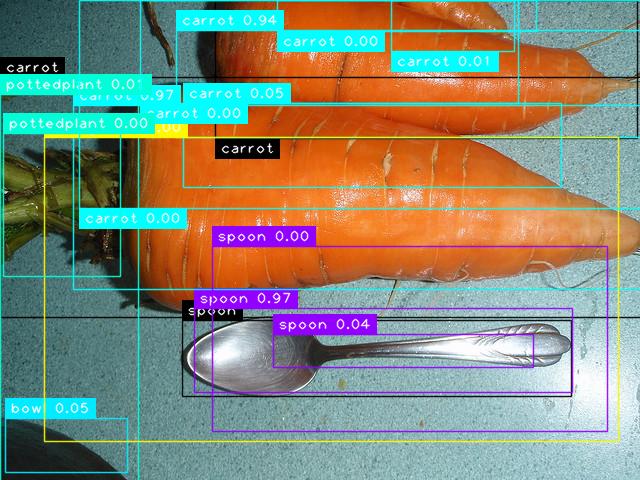 carrot 0.94
carrot 0.00
carrot 0.01
carrot
pottedplant 0.01
carrot 0.97
carrot 0.05
carrot 0.00
pottedplant 0.00
0.00
carrot
carrot 0.00
spoon 0.00
spoon 0.97
spoon
spoon 0.04
bowl 0.05